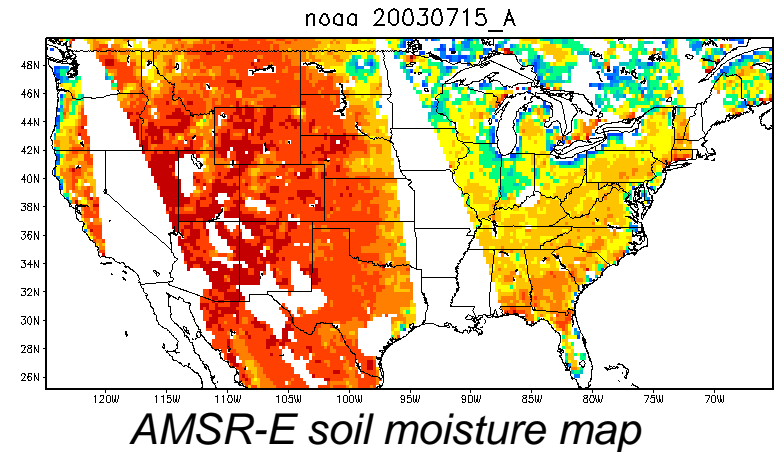 noaa 20030715_A
48N
46N
44N
42N
40N
38N
36N
34N
32N
30N
28N
26N
120W 115W 110W 105W 100W 95W 90W 85W 80W 75W 70W
AMSR-E soil moisture map